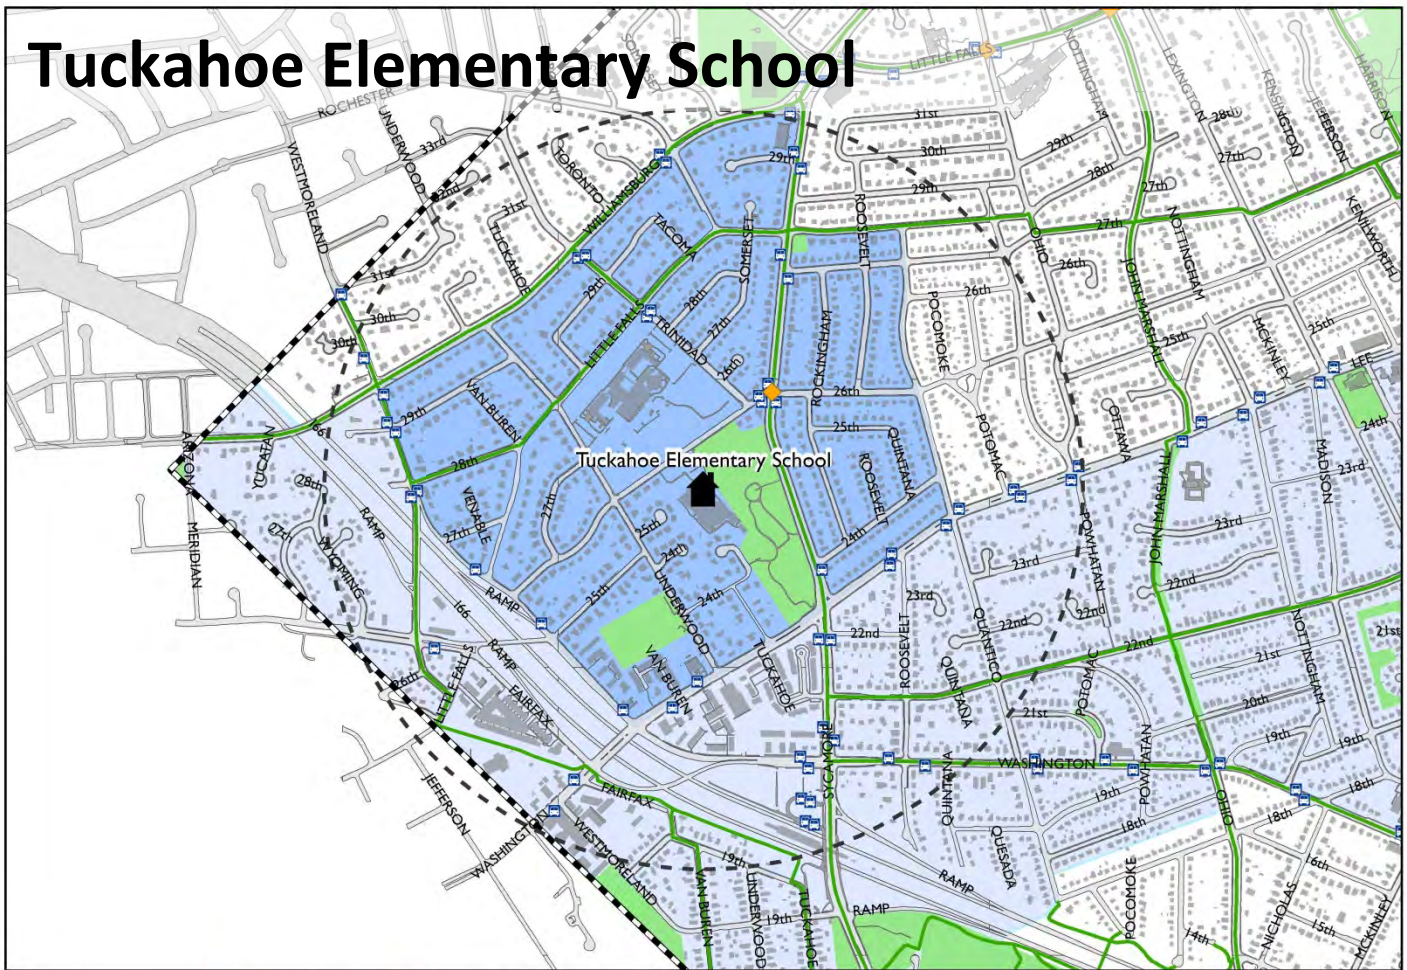 Tuckahoe Elementary School
LITTLE FALLS
NOTTINGHAM
LEXINGTON
KENSINGTON
JEFFERSON
HARRISON
ROCHESTER
UNDERWOOD
33rd
WESTMORELAND
TORONTO
31st
28th
30th
29th
29th
28th
27th
WILLIAMSBURG
29th
27th
31st
TUCKAHOE
TACOMA
SOMERSET
ROOSEVELT
27th
27th
OHIO
NOTTINGHAM
KENILWORTH
31st
30th
30th
29th
28th
27th
LITTLE FALLS
TRINIDAD
26th
26th
26th
POCOMOKE
JOHN MARSHALL
25th
25th
MCKINLEY
LEE
ROCKINGHAM
26th
VAN BUREN
29th
28th
25th
QUINTANA
ROOSEVELT
POTOMAC
OTTAWA
24th
MADISON
23rd
ARIZONA
YUCATAN
I66
Tuckahoe Elementary School
28th
27th
RAMP
MERIDIAN
WYOMING
VENABLE
27th
27th
25th
24th
24th
JOHN MARSHALL
23rd
23rd
POWHATAN
22nd
I66
RAMP
25th
UNDERWOOD
24th
23rd
22nd
22nd
ROOSEVELT
QUANTICO
22nd
22nd
NOTTINGHAM
21st
RAMP
FAIRFAX
LITTLE FALLS
26th
VAN BUREN
TUCKAHOE
QUINTANA
POTOMAC
21st
21st
20th
19th
19th
SYCAMORE
WASHINGTON
POWHATAN
QUINTANA
19th
18th
18th
OHIO
18th
JEFFERSON
FAIRFAX
WASHINGTON
WESTMORELAND
19th
QUESADA
RAMP
POCOMOKE
16th
15th
14th
NICHOLAS
MCKINLEY
VAN BUREN
UNDERWOOD
19th
TUCKAHOE
RAMP